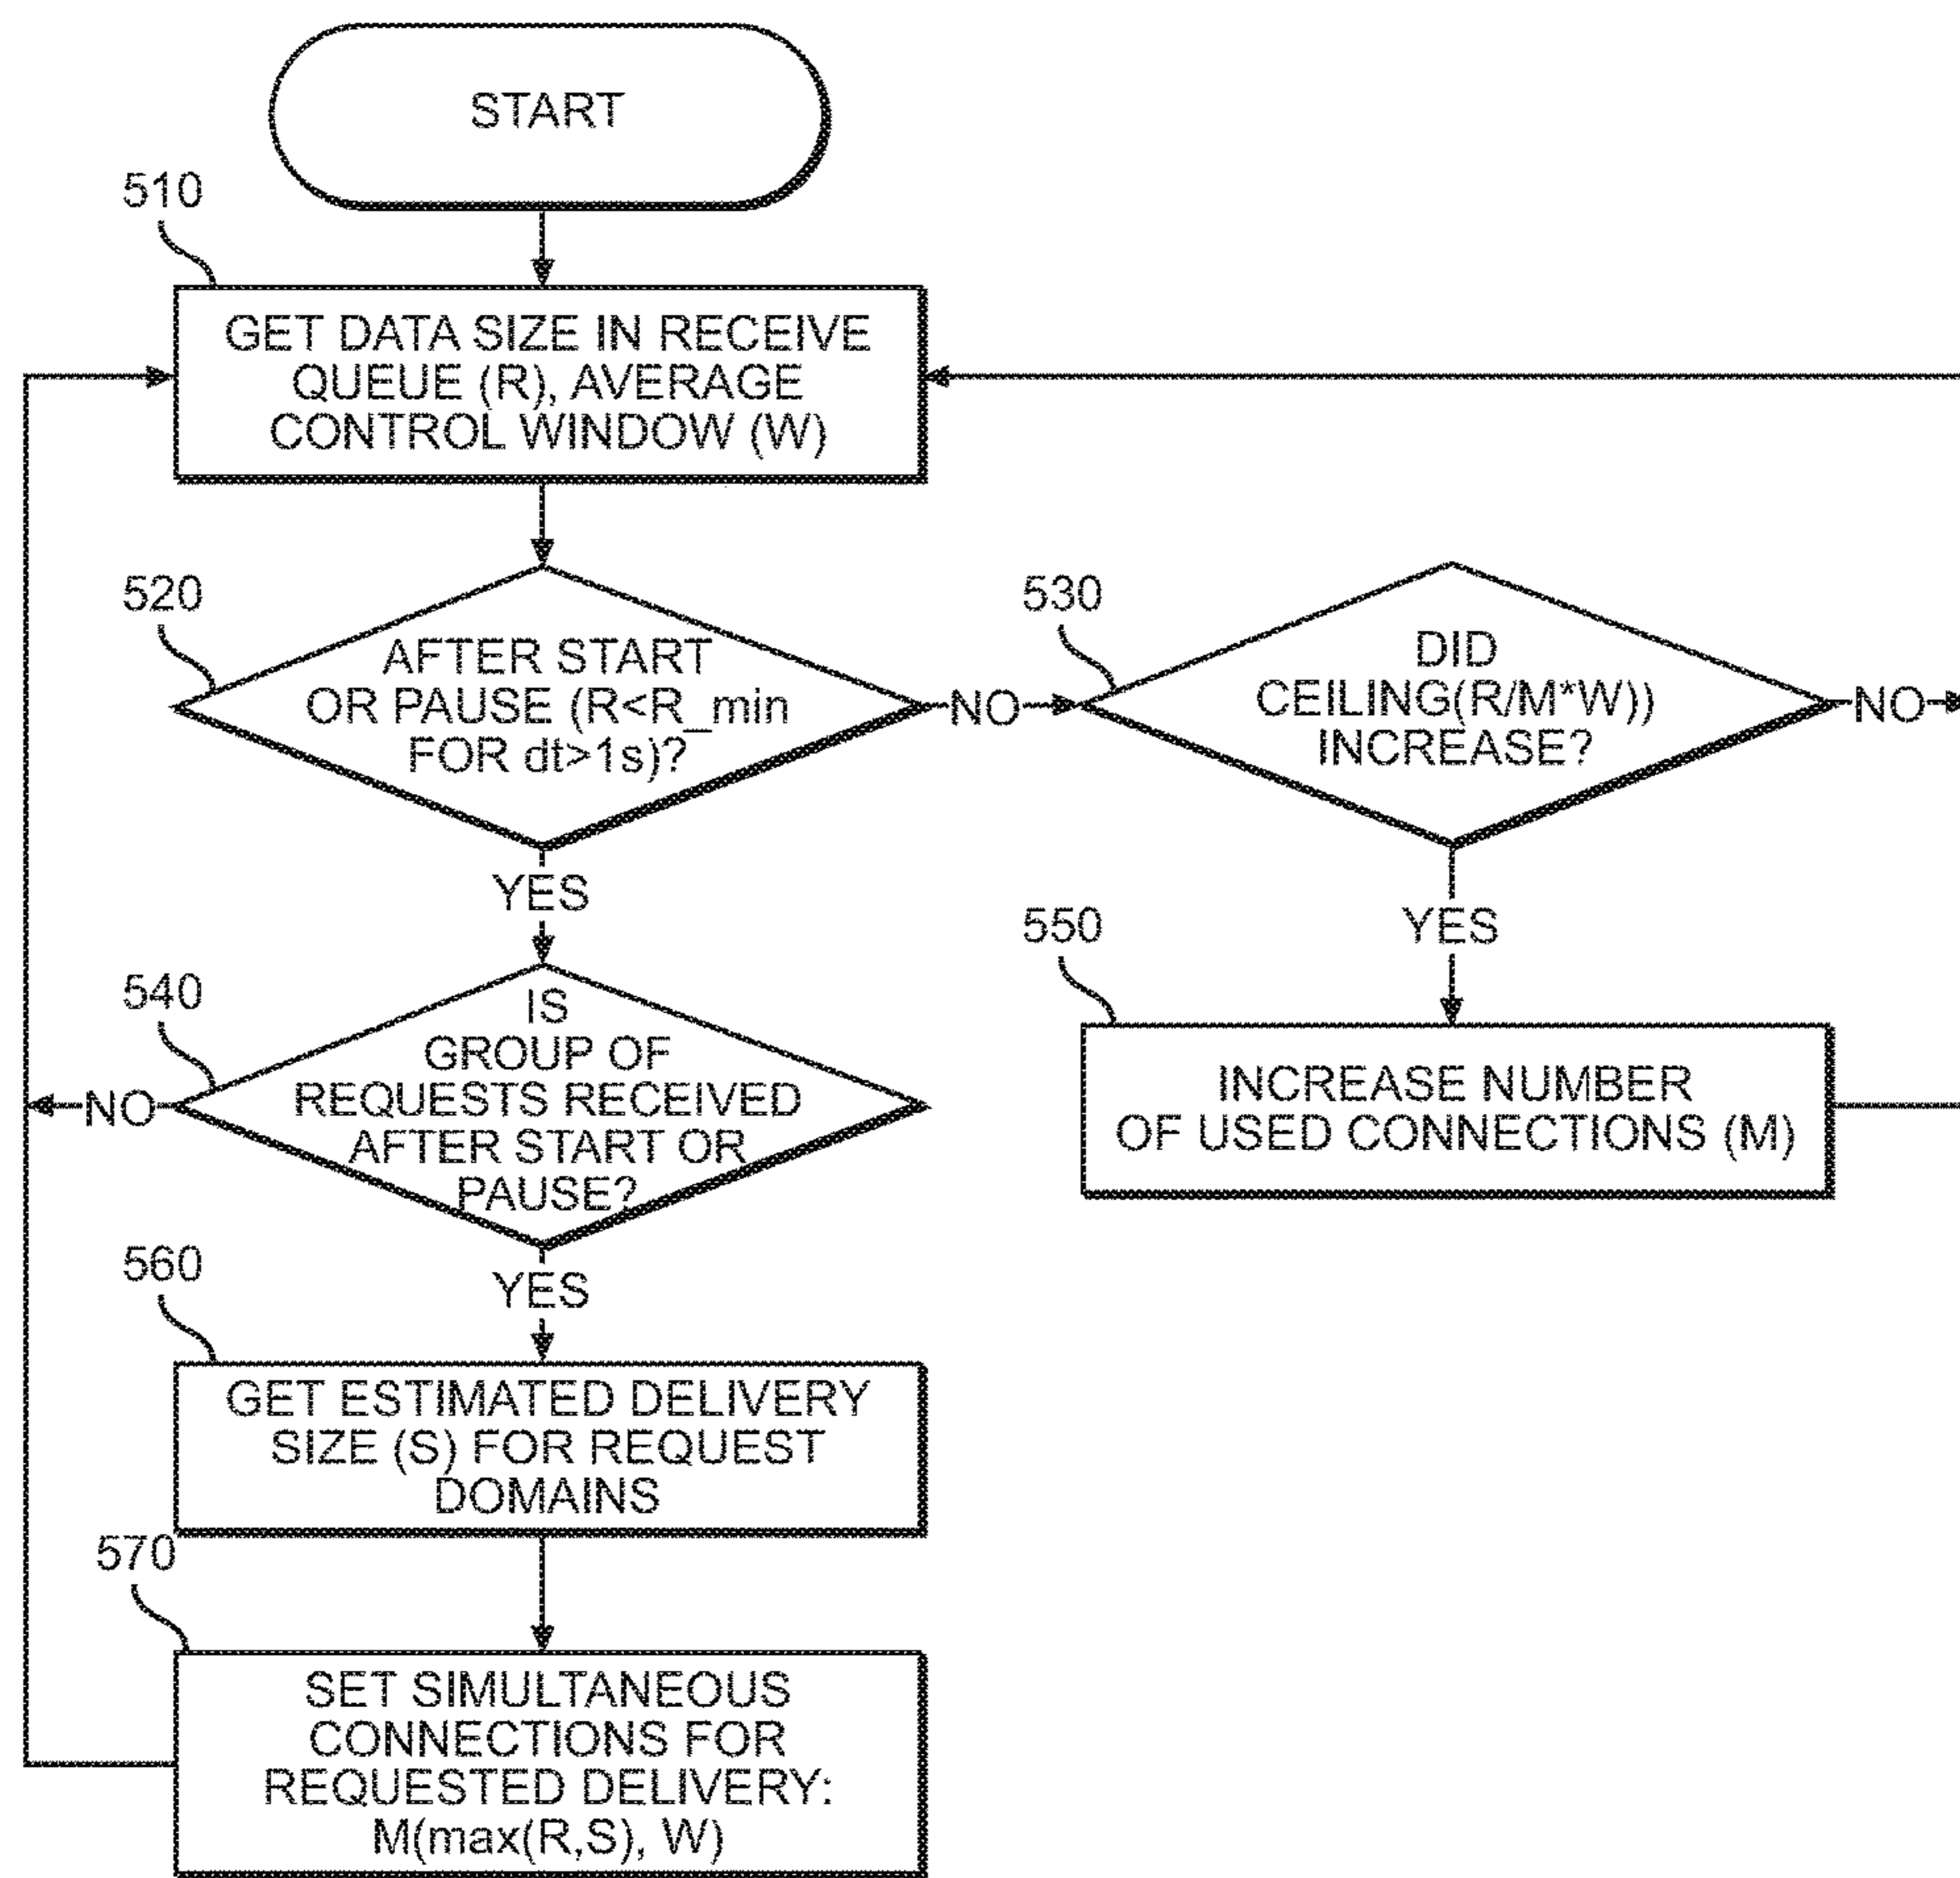 START
510
GET DATA SIZE IN RECEIVE
QUEUE (R), AVERAGE
CONTROL WINDOW (W)
520
AFTER START
OR PAUSE (R<R_min
FOR dt>1s)?
NO
530
DID
CEILING(R/M*W))
INCREASE?
NO
YES
YES
550
INCREASE NUMBER
OF USED CONNECTIONS (M)
540
IS
GROUP OF
REQUESTS RECEIVED
AFTER START OR
PAUSE?
NO
YES
560
GET ESTIMATED DELIVERY
SIZE (S) FOR REQUEST
DOMAINS
570
SET SIMULTANEOUS
CONNECTIONS FOR
REQUESTED DELIVERY:
M(max(R,S), W)